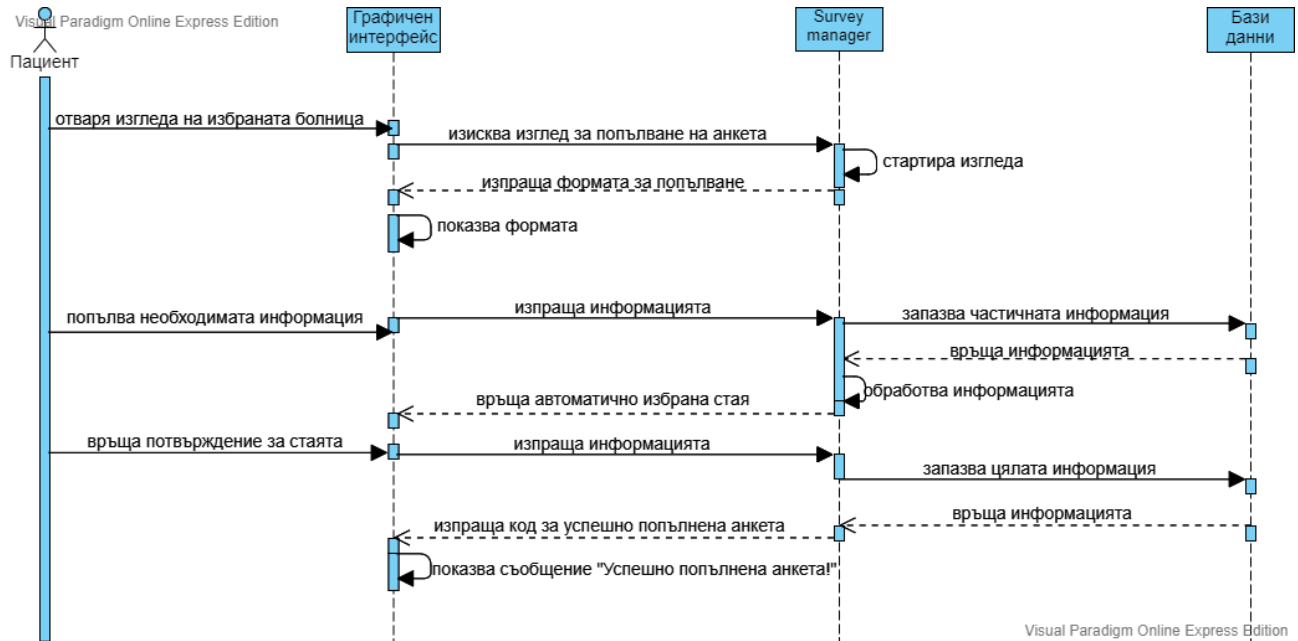 Visual Paradigm Online Express Edition
Пациент
Графичен
интерфейс
Survey
manager
Бази
данни
отваря изгледа на избраната болница
изисква изглед за попълване на анкета
стартира изгледа
изпраща формата за попълване
показва формата
изпраща информацията
попълва необходимата информация
запазва частичната информация
връща информацията
обработва информацията
връща автоматично избрана стая
връща потвърждение за стаята
изпраща информацията
запазва цялата информация
връща информацията
изпраща код за успешно попълнена анкета
показва съобщение "Успешно попълнена анкета!"
Visual Paradigm Online Express Edition